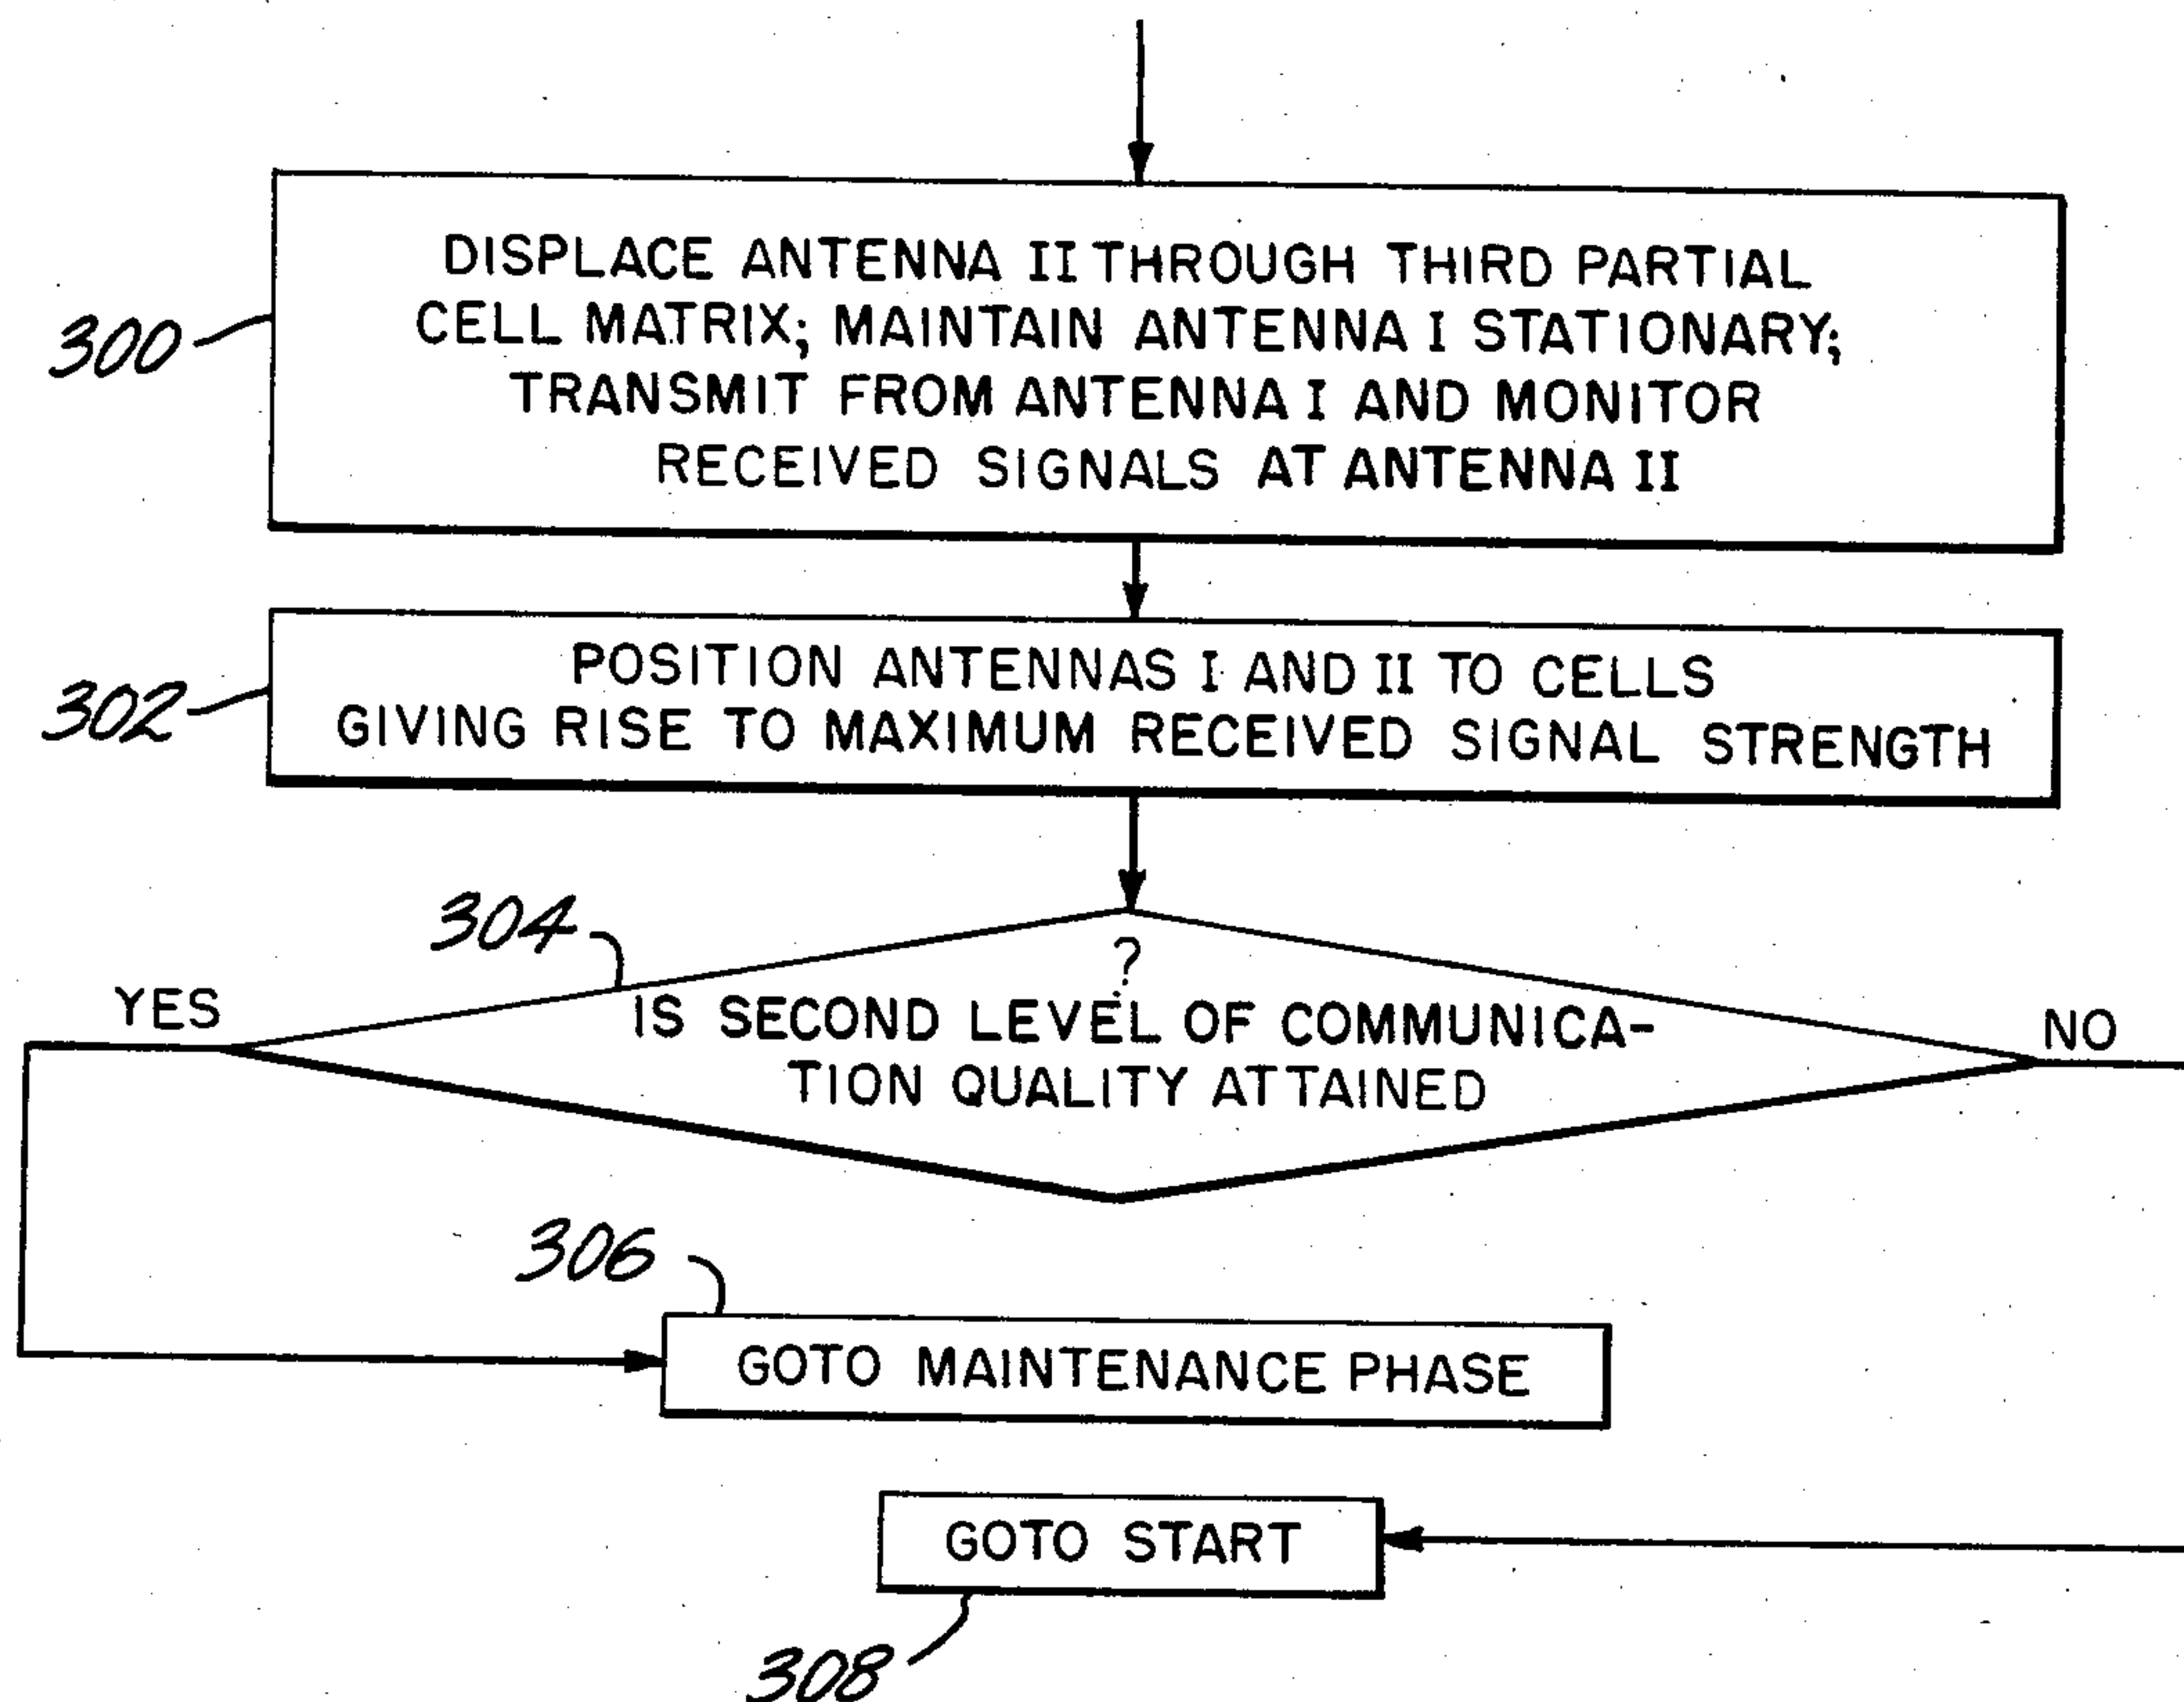 DISPLACE ANTENNA II THROUGH THIRD PARTIAL
CELL MATRIX; MAINTAIN ANTENNA I STATIONARY;
TRANSMIT FROM ANTENNA I AND MONITOR
RECEIVED SIGNALS AT ANTENNA II
300
POSITION ANTENNAS I AND II TO CELLS
GIVING RISE TO MAXIMUM RECEIVED SIGNAL STRENGTH
302
304
?
IS SECOND LEVEL OF COMMUNICA-
TION QUALITY ATTAINED
YES
NO
306
GOTO MAINTENANCE PHASE
GOTO START
308